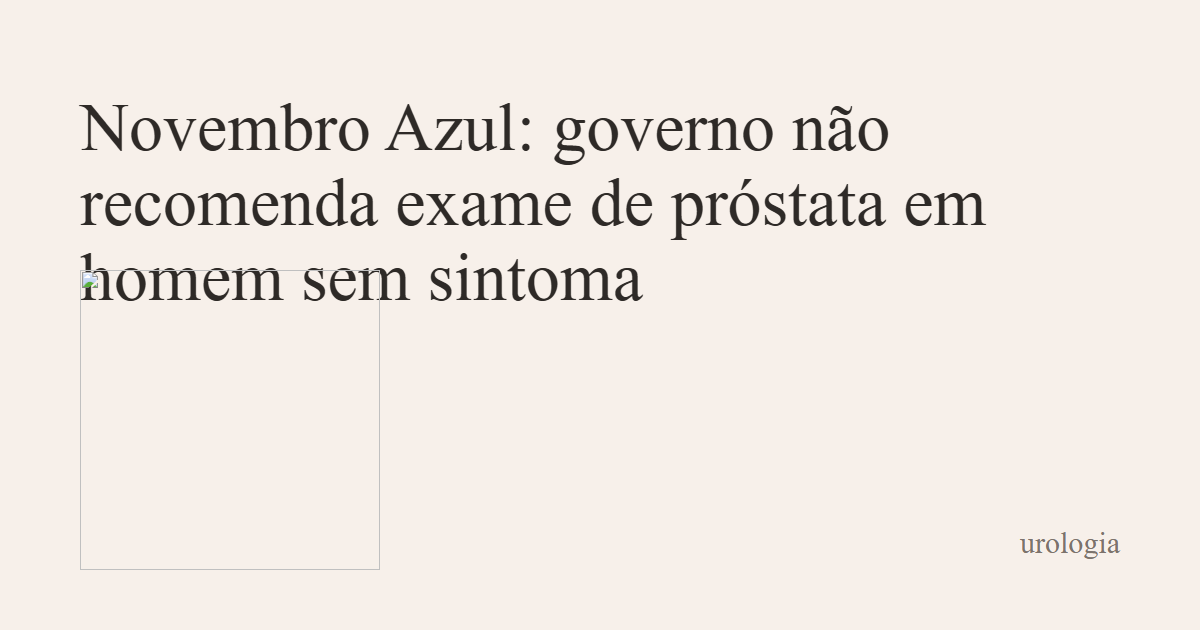 Novembro Azul: governo não
recomenda exame de próstata em
homem sem sintoma
urologia